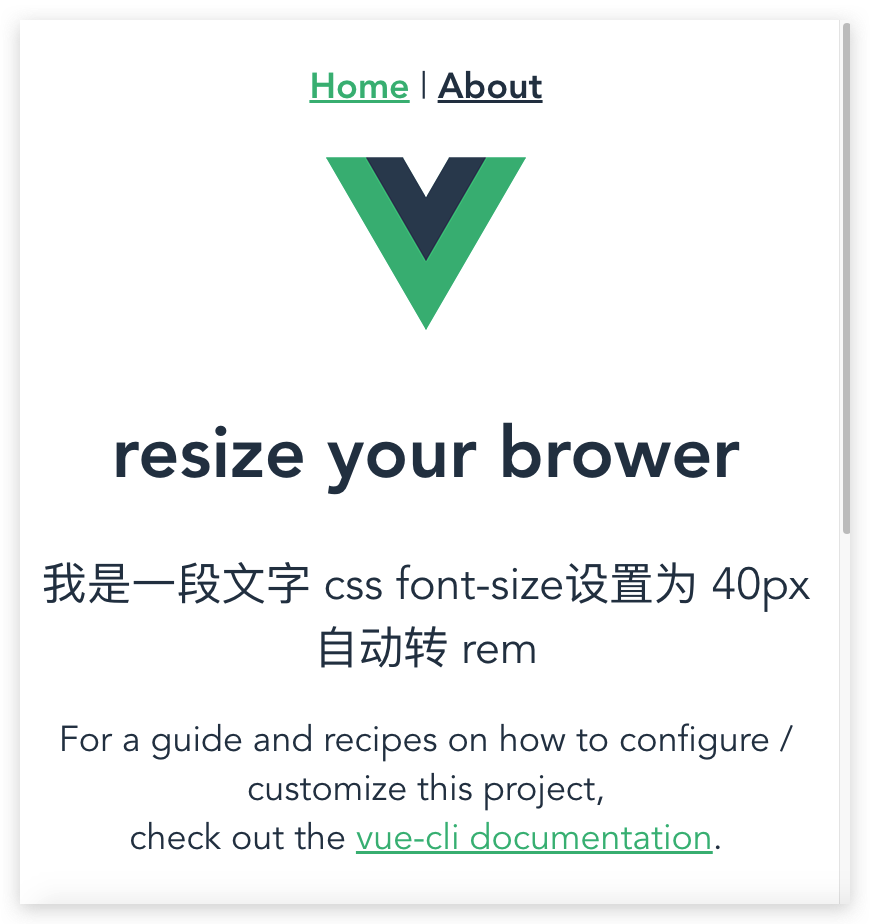 Home | About
resize your brower
我是一段文字 css font-size设置为 40px
自动转 rem
For a guide and recipes on how to configure /
customize this project,
check out the vue-cli documentation.